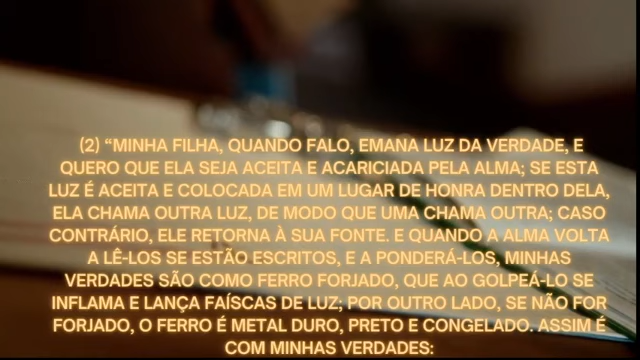 (2) “MINHA FILHA, QUANDO FALO, EMANA LUZ DA VERDADE, E
QUERO QUE ELA SEJA ACEITA E ACARICIADA PELA ALMA; SE ESTA
LUZ É ACEITA E COLOCADA EM UM LUGAR DE HONRA DENTRO DELA,
ELA CHAMA OUTRA LUZ, DE MODO QUE UMA CHAMA OUTRA; CASO
CONTRÁRIO, ELE RETORNA À SUA FONTE. E QUANDO A ALMA VOLTA
A LÊ-LOS SE ESTÃO ESCRITOS, E A PONDERÁ-LOS, MINHAS
VERDADES SÃO COMO FERRO FORJADO, QUE AO GOLPEÁ-LO SE
INFLAMA E LANÇA FAÍSCAS DE LUZ; POR OUTRO LADO, SE NÃO FOR
FORJADO, O FERRO É METAL DURO, PRETO E CONGELADO. ASSIM É
COM MINHAS VERDADES: